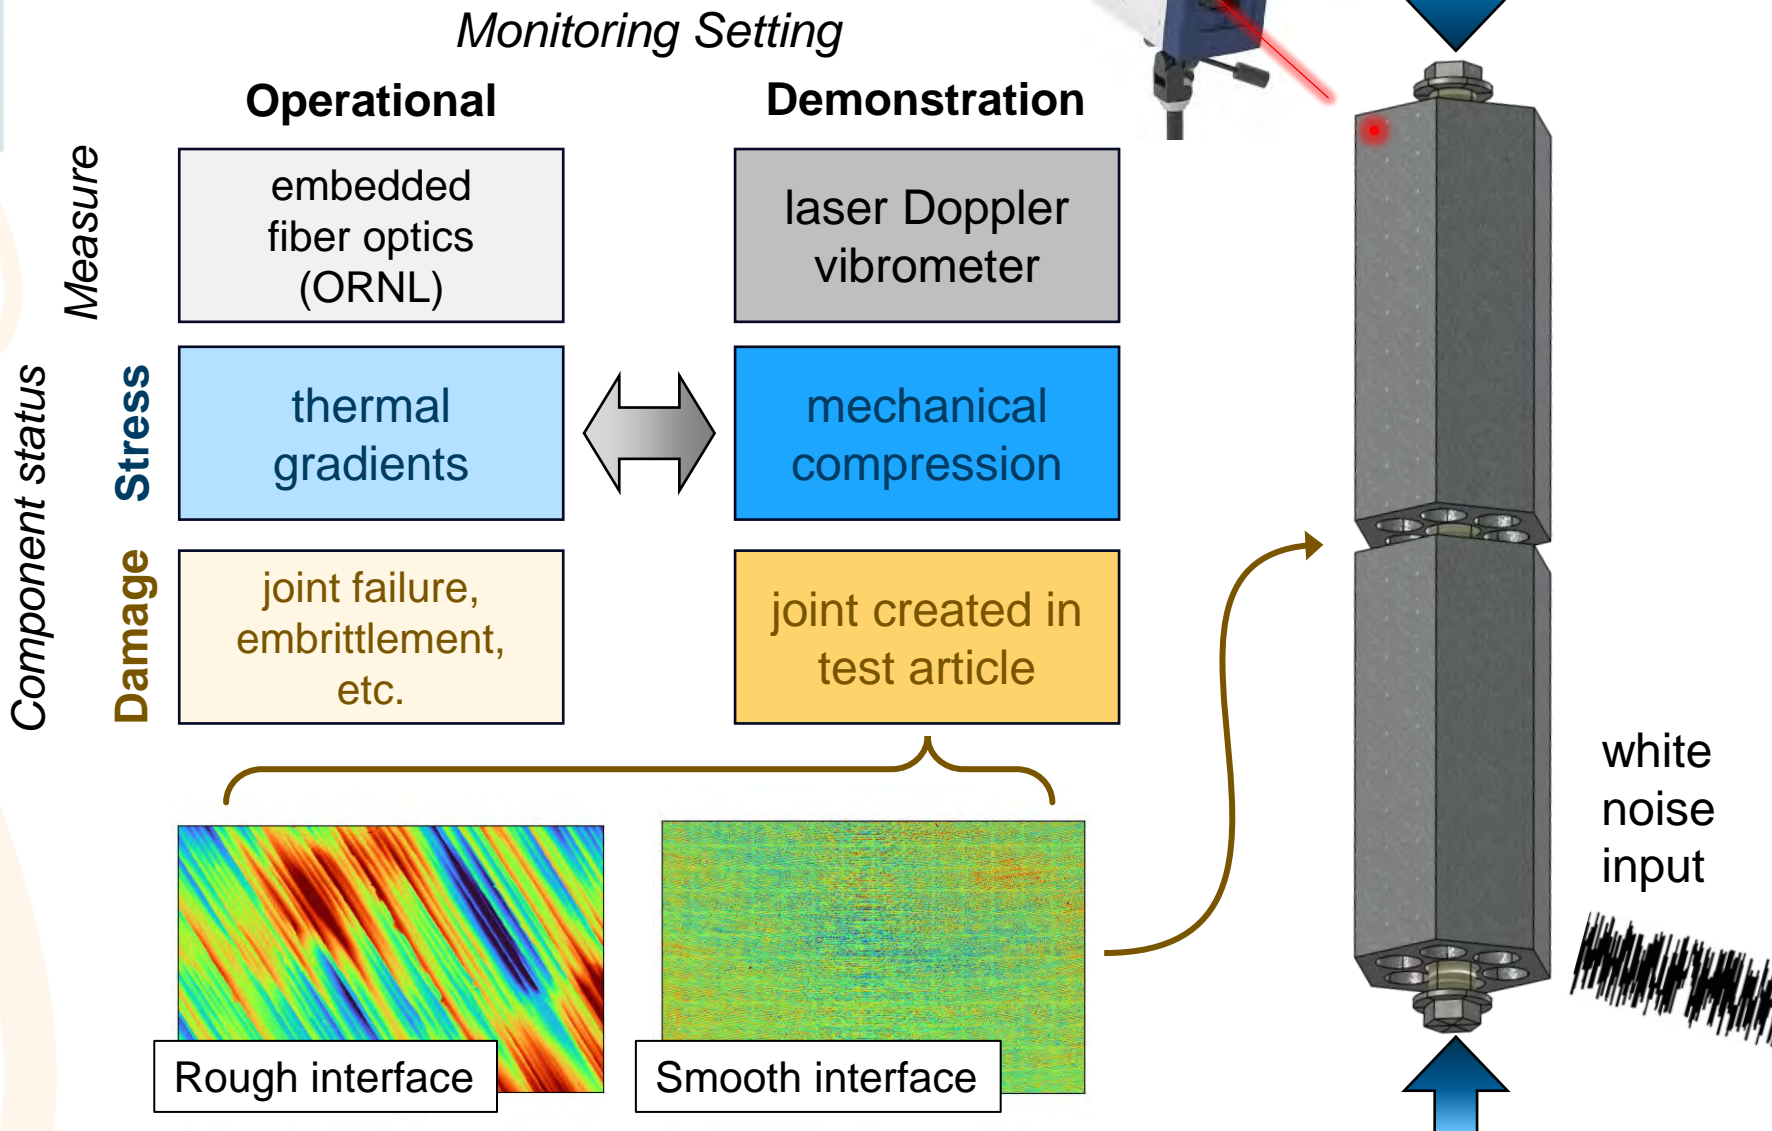 Monitoring Setting
Operational
Demonstration
Measure
embedded
fiber optics
(ORNL)
laser Doppler
vibrometer
Component status
Stress
thermal
gradients
mechanical
compression
Damage
joint failure,
embrittlement,
etc.
joint created in
test article
white
noise
input
Rough interface
Smooth interface